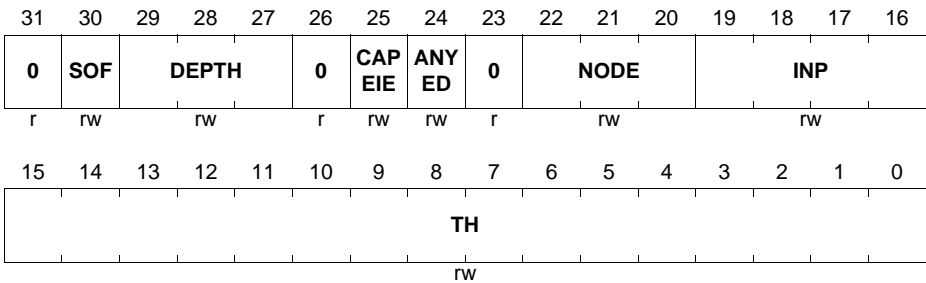 31 30 29 28 27 26 25 24 23 22 21 20 19 18 17 16
0 SOF DEPTH 0 CAP EIE ANY ED 0 NODE INP
r rw rw r rw rw r rw rw
15 14 13 12 11 10 9 8 7 6 5 4 3 2 1 0
TH
rw